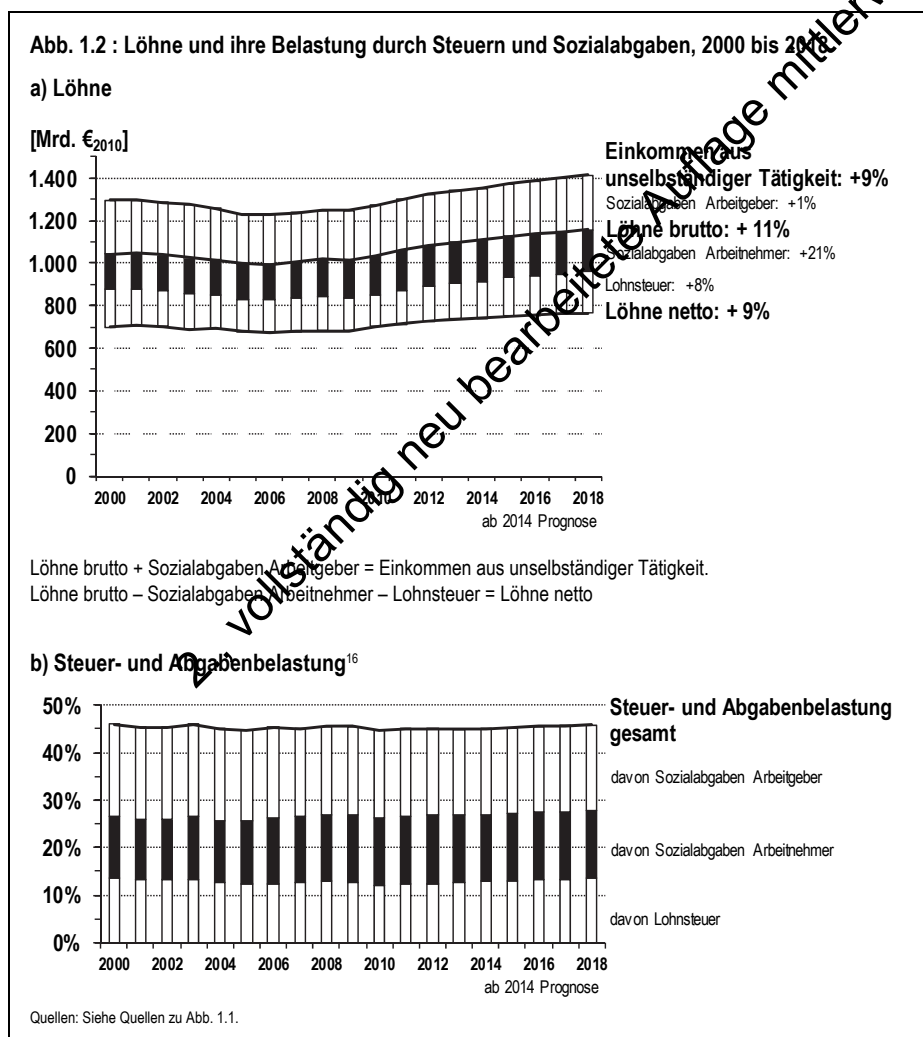 Abb. 1.2 : Löhne und ihre Belastung durch Steuern und Sozialabgaben, 2000 bis 2018
a) Löhne
[Mrd. €2010]
1.400
1.200
1.000
800
600
400
200
0
2000 2002 2004 2006 2008 2010 2012 2014 2016 2018
ab 2014 Prognose
Einkommen aus
unselbständiger Tätigkeit: +9%
Sozialabgaben Arbeitgeber: +1%
Löhne brutto: + 11%
Sozialabgaben Arbeitnehmer: +21%
Lohnsteuer: +8%
Löhne netto: + 9%
Löhne brutto + Sozialabgaben Arbeitgeber = Einkommen aus unselbständiger Tätigkeit.
Löhne brutto – Sozialabgaben Arbeitnehmer – Lohnsteuer = Löhne netto
b) Steuer- und Abgabenbelastung16
50%
40%
30%
20%
10%
0%
2000 2002 2004 2006 2008 2010 2012 2014 2016 2018
ab 2014 Prognose
Steuer- und Abgabenbelastung
gesamt
davon Sozialabgaben Arbeitgeber
davon Sozialabgaben Arbeitnehmer
davon Lohnsteuer
Quellen: Siehe Quellen zu Abb. 1.1.
2., vollständig neu bearbeitete Auflage